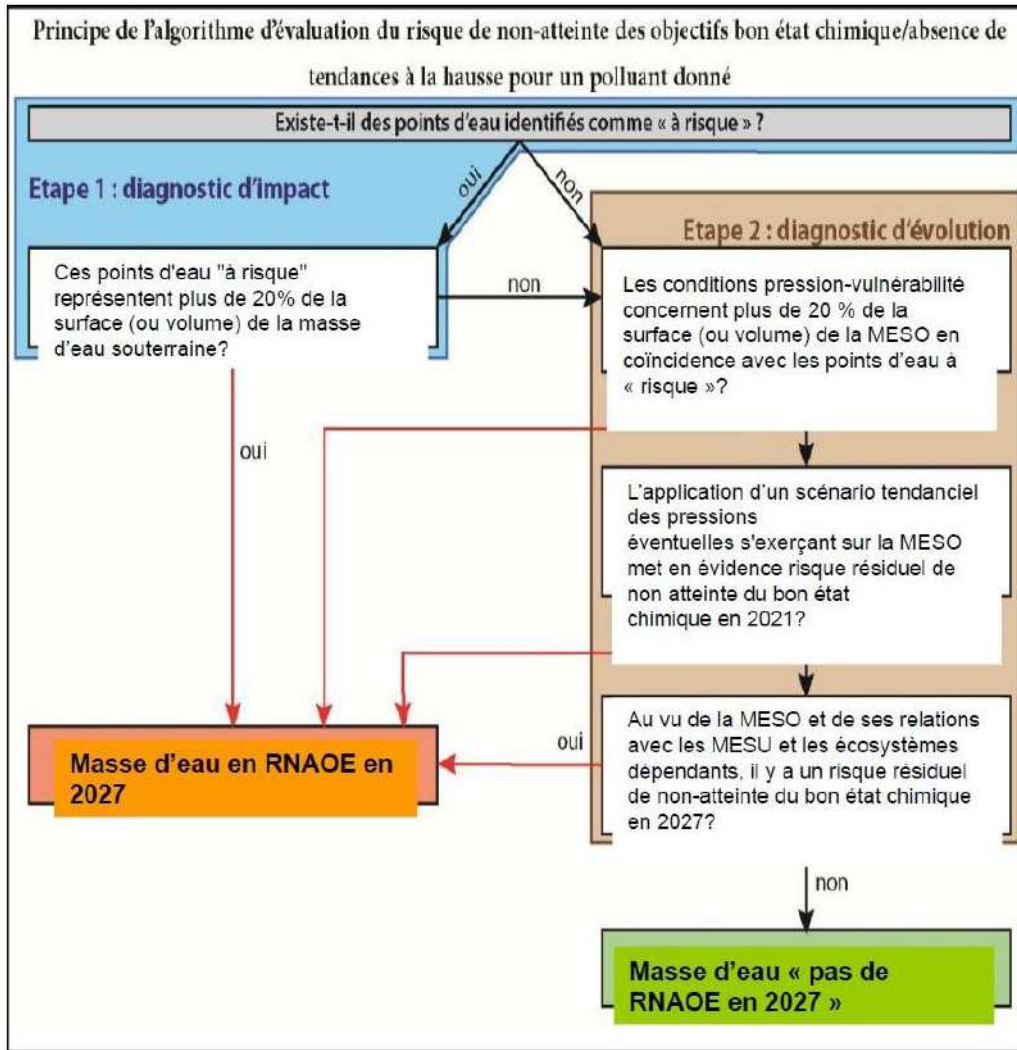 Principe de l'algorithme d'évaluation du risque de non-atteinte des objectifs bon état chimique/absence de
tendances à la hausse pour un polluant donné
Existe-t-il des points d'eau identifiés comme « à risque » ?
oui
non
Etape 1 : diagnostic d'impact
Etape 2 : diagnostic d'évolution
Ces points d'eau "à risque"
représentent plus de 20% de la
surface (ou volume) de la masse
d'eau souterraine?
non
Les conditions pression-vulnérabilité
concernent plus de 20 % de la
surface (ou volume) de la MESO en
coïncidence avec les points d'eau à
« risque »?
oui
L'application d'un scénario tendanciel
des pressions
éventuelles s'exerçant sur la MESO
met en évidence risque résiduel de
non atteinte du bon état
chimique en 2021?
Masse d'eau en RNAOE en
2027
oui
Au vu de la MESO et de ses relations
avec les MESU et les écosystèmes
dépendants, il y a un risque résiduel
de non-atteinte du bon état chimique
en 2027?
non
Masse d'eau « pas de
RNAOE en 2027 »